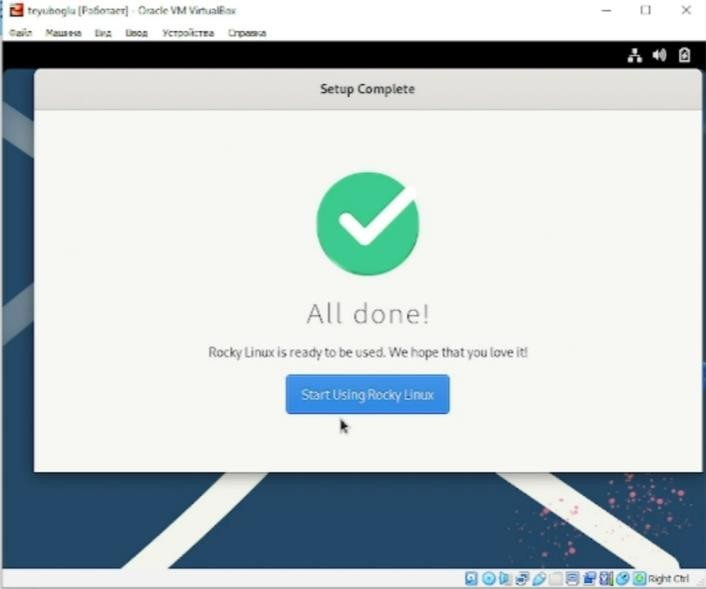 teyuboglu [Работает] - Oracle VM VirtualBox
Файл Машина Вид Ввод Устройства Справка
Setup Complete
All done!
Rocky Linux is ready to be used. We hope that you love it!
Start Using Rocky Linux
Right Ctrl